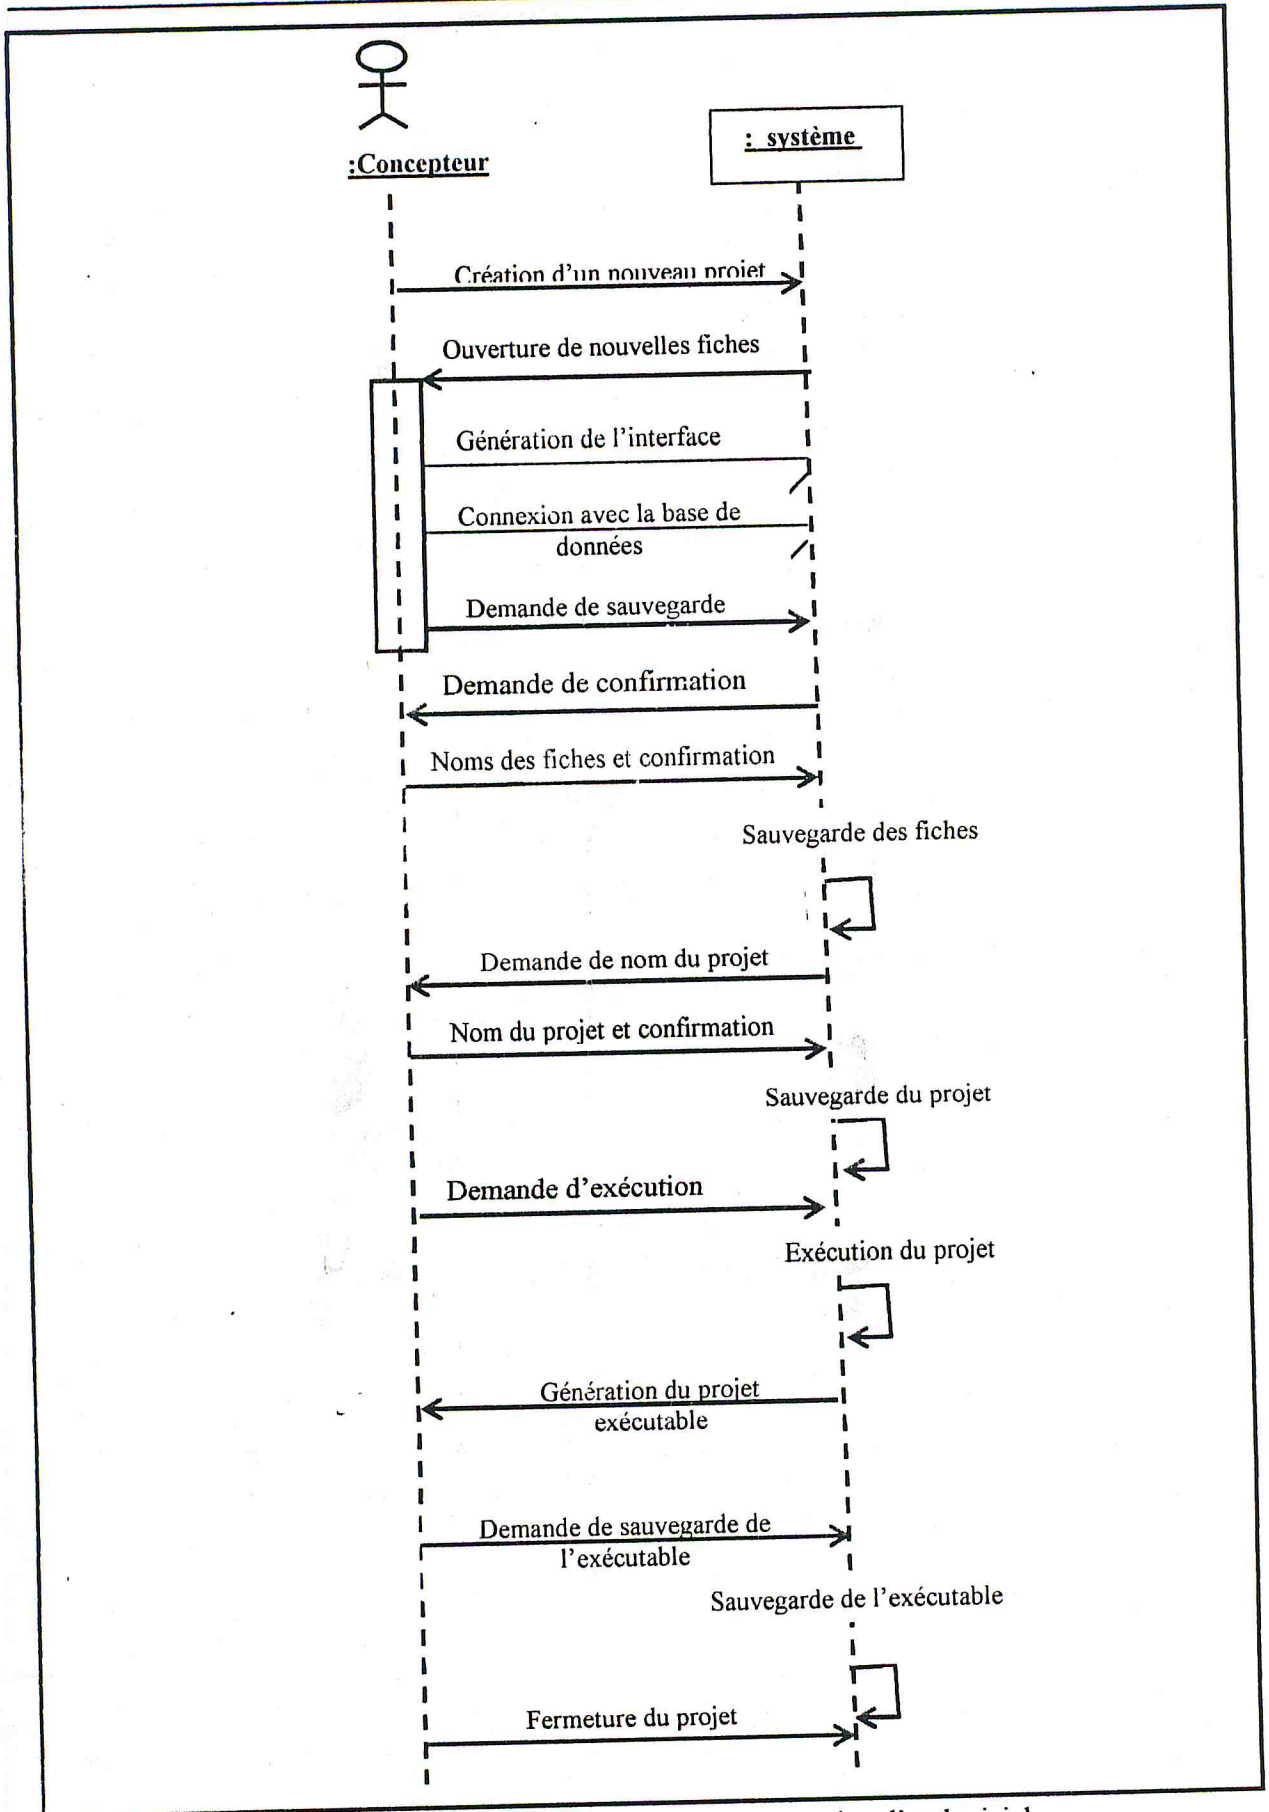 :Concepteur
: système
Création d'un nouveau projet
Ouverture de nouvelles fiches
Génération de l'interface
Connexion avec la base de
données
Demande de sauvegarde
Demande de confirmation
Noms des fiches et confirmation
Sauvegarde des fiches
Demande de nom du projet
Nom du projet et confirmation
Sauvegarde du projet
Demande d'exécution
Exécution du projet
Génération du projet
exécutable
Demande de sauvegarde de
l'exécutable
Sauvegarde de l'exécutable
Fermeture du projet